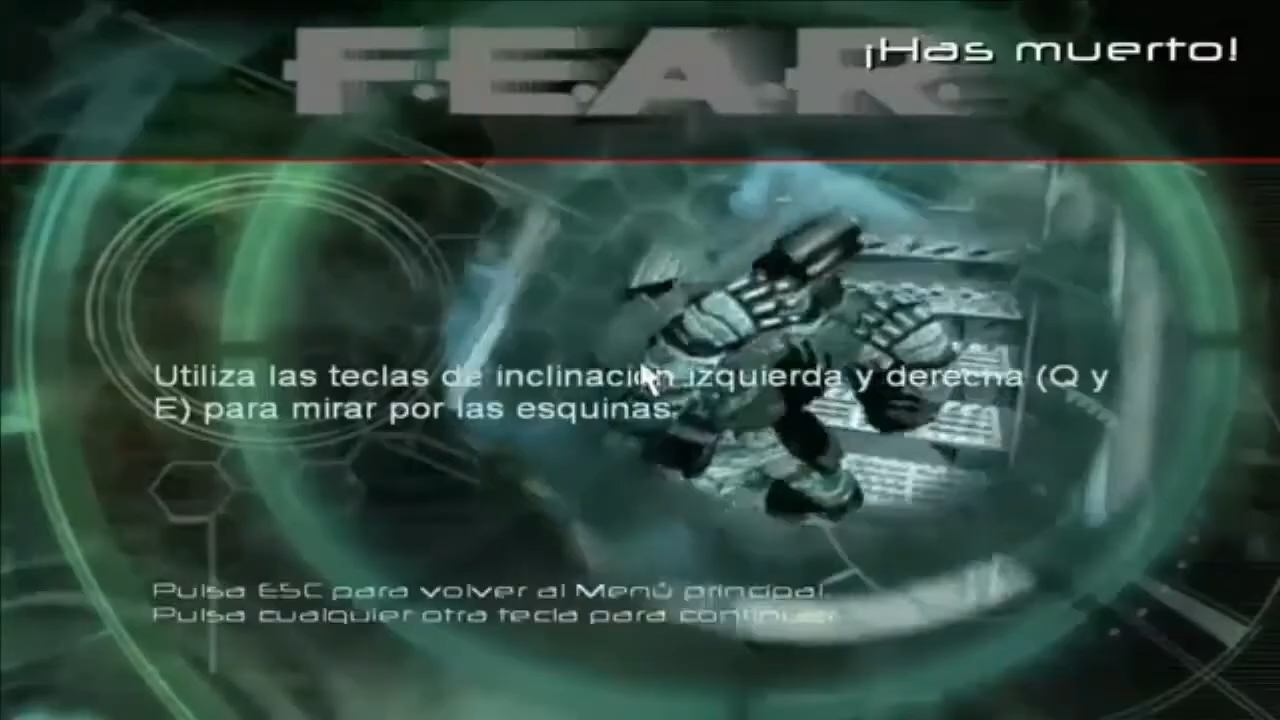 F.E.A.R.
¡Has muerto!
Utiliza las teclas de inclinación izquierda y derecha (Q y
E) para mirar por las esquinas.
Pulsa ESC para volver al Menú principal.
Pulsa cualquier otra tecla para continuar.